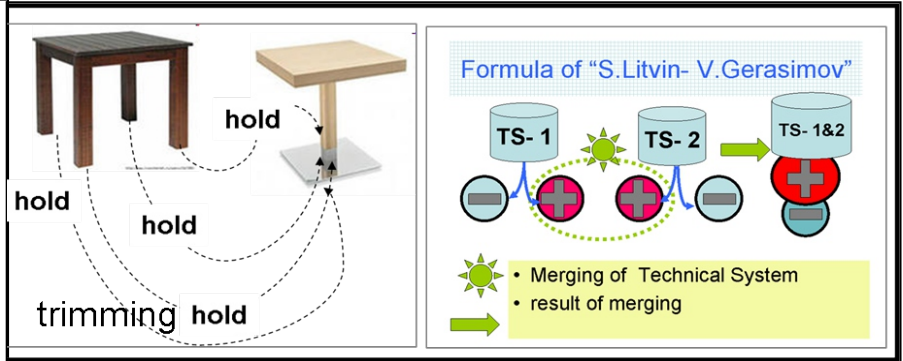 hold
hold
hold
trimming hold
Formula of “S.Litvin- V.Gerasimov”
TS- 1
TS- 2
TS- 1&2
• Merging of Technical System
• result of merging